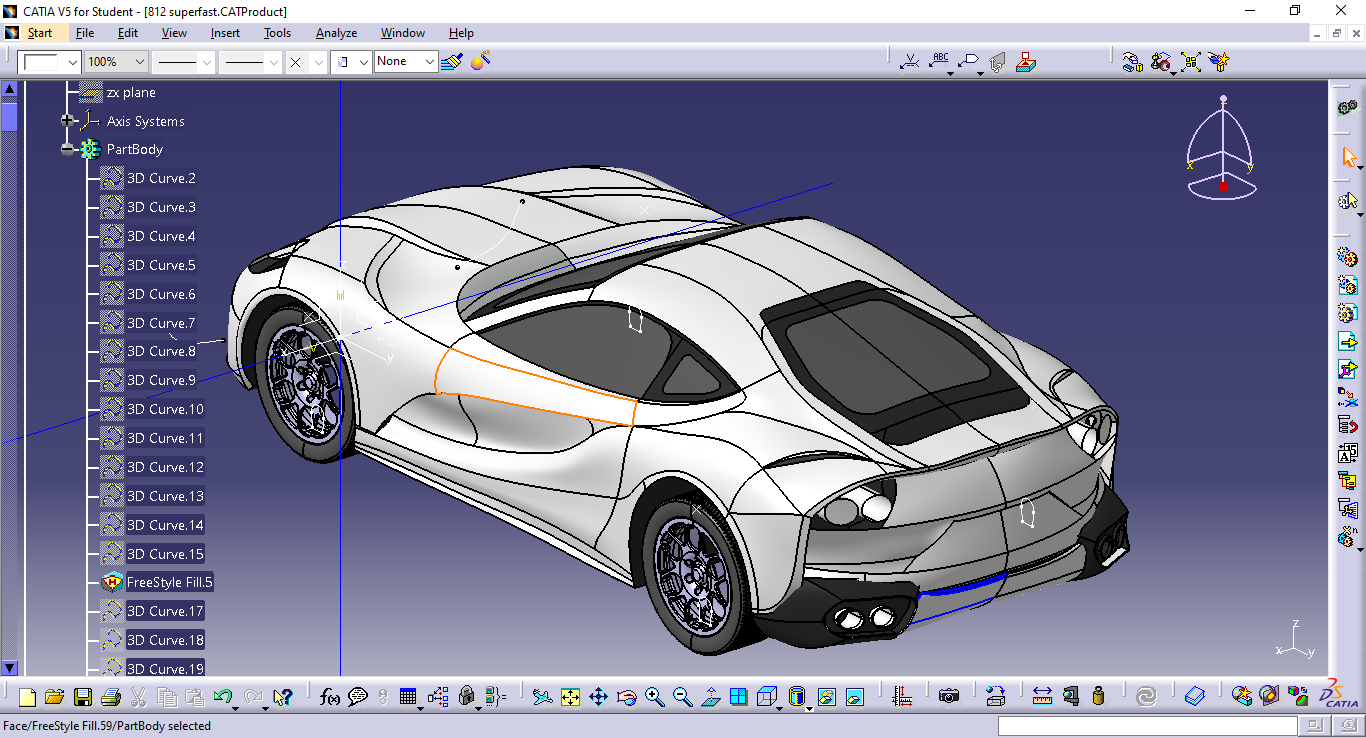 CATIA V5 for Student - [812 superfast.CATProduct]
Start File Edit View Insert Tools Analyze Window Help
100% None ABC
zx plane
Axis Systems
PartBody
3D Curve.2
3D Curve.3
3D Curve.4
3D Curve.5
3D Curve.6
3D Curve.7
3D Curve.8
3D Curve.9
3D Curve.10
3D Curve.11
3D Curve.12
3D Curve.13
3D Curve.14
3D Curve.15
FreeStyle Fill.5
3D Curve.17
3D Curve.18
3D Curve.19
z
x y
z
y
H
V
z
x y
f(x)
CATIA
Face/FreeStyle Fill.59/PartBody selected